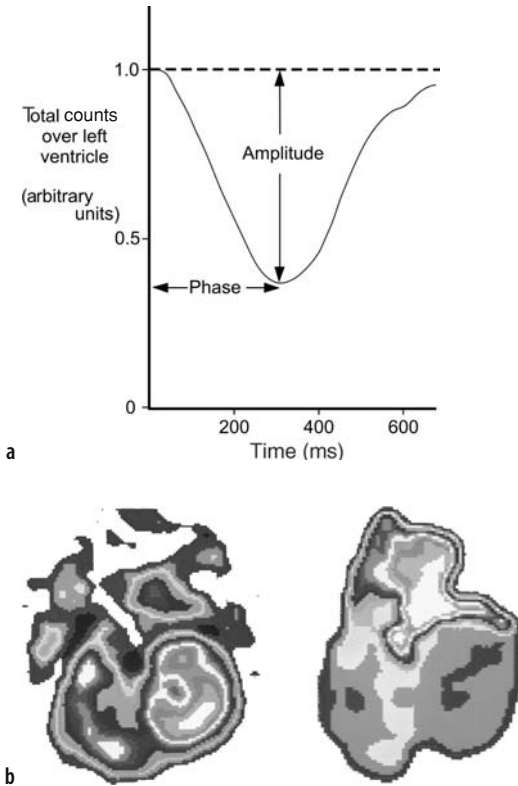 1.0
Total counts
over left
ventricle
(arbitrary
units)
Amplitude
0.5
Phase
0
200
400
600
Time (ms)
a
b